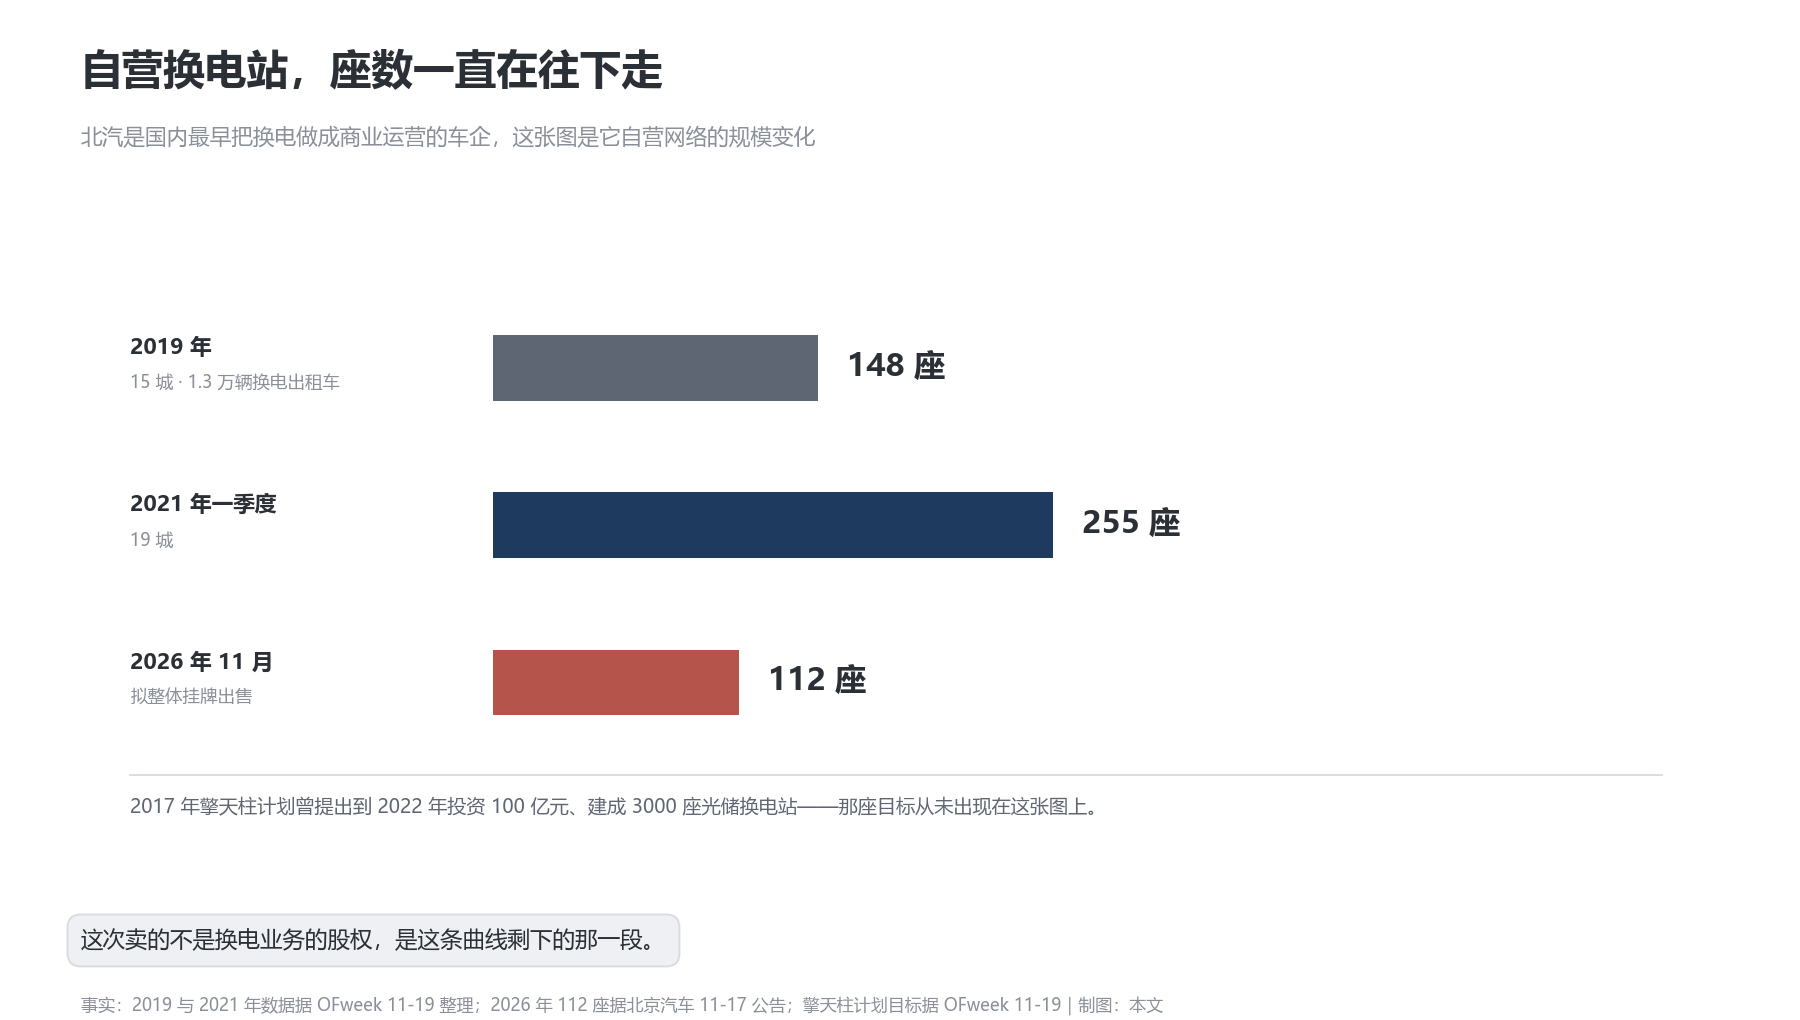 自营换电站，座数一直在往下走
北汽是国内最早把换电做成商业运营的车企，这张图是它自营网络的规模变化
2019 年
15 城 · 1.3 万辆换电出租车
148 座
2021 年一季度
19 城
255 座
2026 年 11 月
拟整体挂牌出售
112 座
2017 年擎天柱计划曾提出到 2022 年投资 100 亿元、建成 3000 座光储换电站——那座目标从未出现在这张图上。
这次卖的不是换电业务的股权，是这条曲线剩下的那一段。
事实：2019 与 2021 年数据据 OFweek 11-19 整理；2026 年 112 座据北京汽车 11-17 公告；擎天柱计划目标据 OFweek 11-19 | 制图：本文